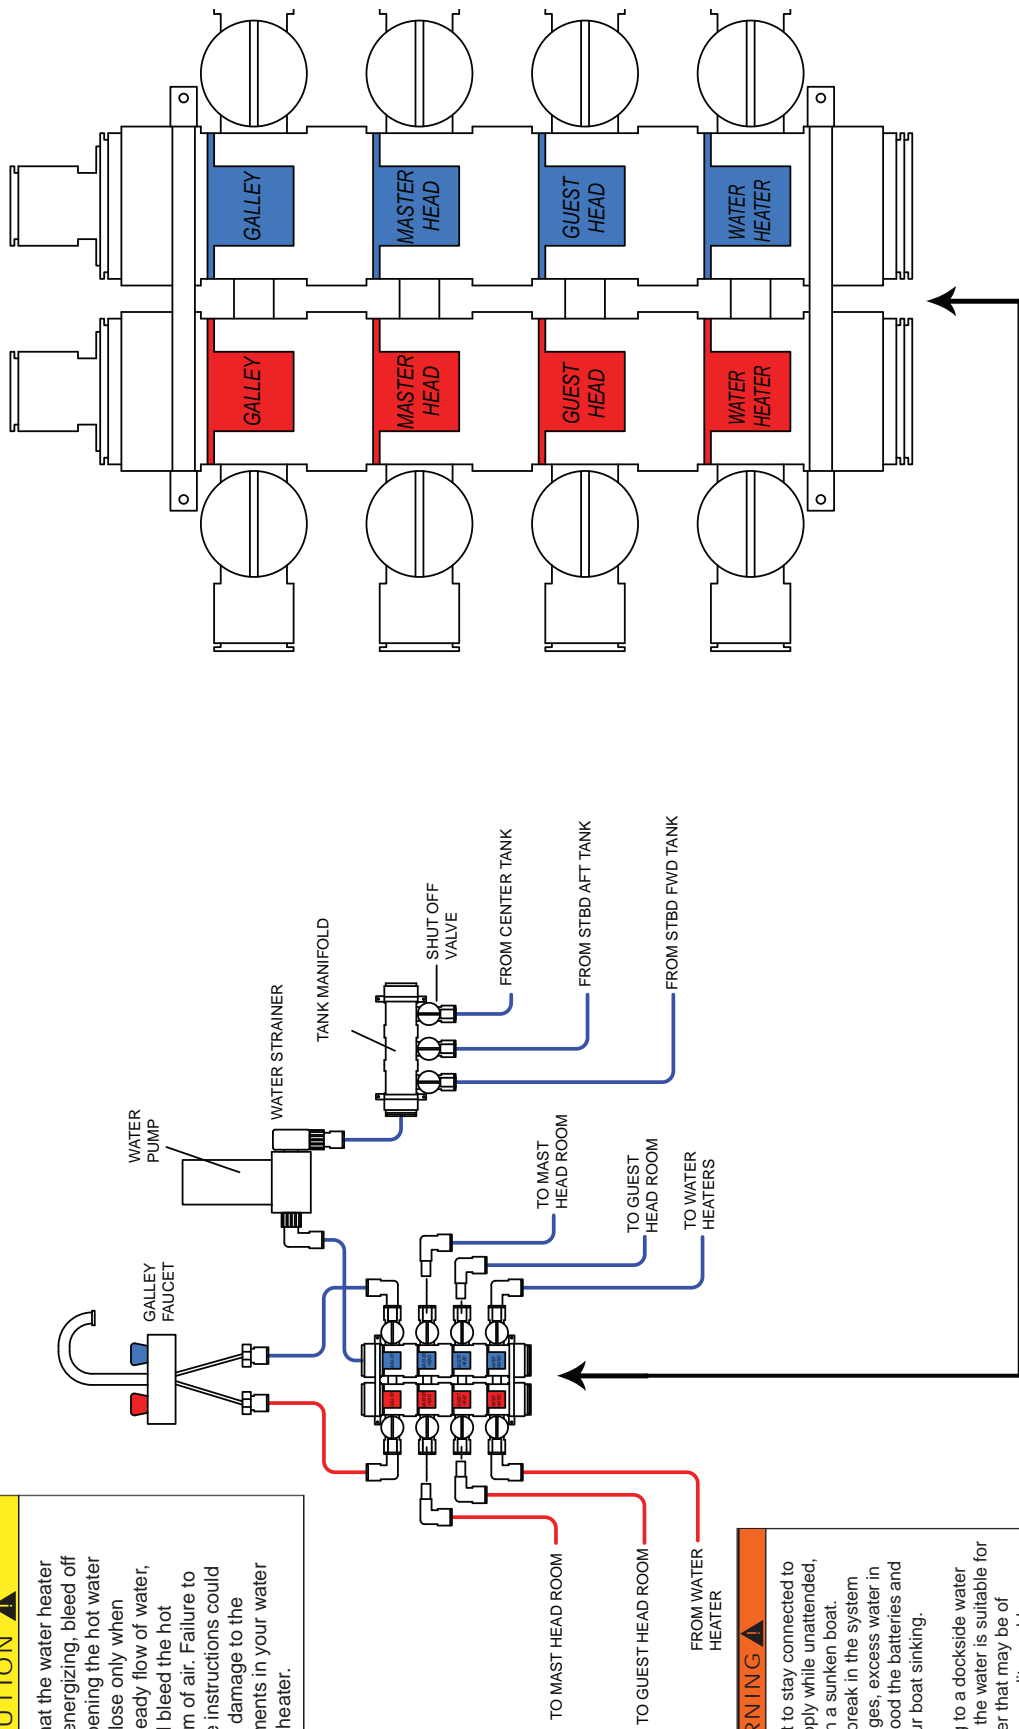 GALLEY
MASTER
HEAD
GUEST
HEAD
WATER
HEATER
GALLEY
MASTER
HEAD
GUEST
HEAD
WATER
HEATER
WATER
PUMP
WATER STRAINER
TANK MANIFOLD
SHUT OFF
VALVE
FROM CENTER TANK
FROM STBD AFT TANK
FROM STBD FWD TANK
GALLEY
FAUCET
TO MAST
HEAD ROOM
TO GUEST
HEAD ROOM
TO WATER
HEATERS
TO MAST HEAD ROOM
TO GUEST HEAD ROOM
FROM WATER
HEATER
UTION
at the water heater
energizing, bleed off
pening the hot water
lose only when
eady flow of water,
bleed the hot
m of air. Failure to
e instructions could
damage to the
ments in your water
heater.
RNING
t to stay connected to
pply while unattended,
n a sunken boat.
break in the system
ges, excess water in
ood the batteries and
ur boat sinking.
g to a dockside water
the water is suitable for
er that may be of